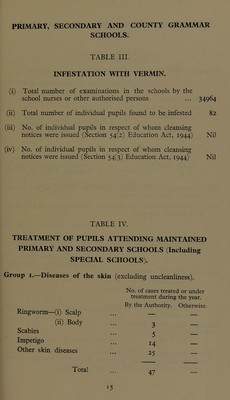 PRIMARY, SECONDARY AND COUNTY GRAMMAR
SCHOOLS.
TABLE III.
INFESTATION WITH VERMIN.
(i) Total number of examinations in the schools by the
school nurses or other authorised persons ... 34964
(ii) Total number of individual pupils found to be infested 82
(iii) No. of individual pupils in respect of whom cleansing
notices were issued (Section 54(2) Education Act, 1944) Nil
(iv) No. of individual pupils in respect of whom cleansing
notices were issued (Section 54(3) Education Act, 1944) Nil
TABLE IV.
TREATMENT OF PUPILS ATTENDING MAINTAINED
PRIMARY AND SECONDARY SCHOOLS (Including
SPECIAL SCHOOLS).
Group 1.—Diseases of the skin (excluding uncleanliness).
No. of cases treated or under
treatment during the year.
By the Authority. Otherwise.
Ringworm—(i) Scalp ... —
(ii) Body ... 3 —
Scabies ... 5 —
Impetigo ... 14 —
Other skin diseases ... 25 —
Total ... 47 —
15